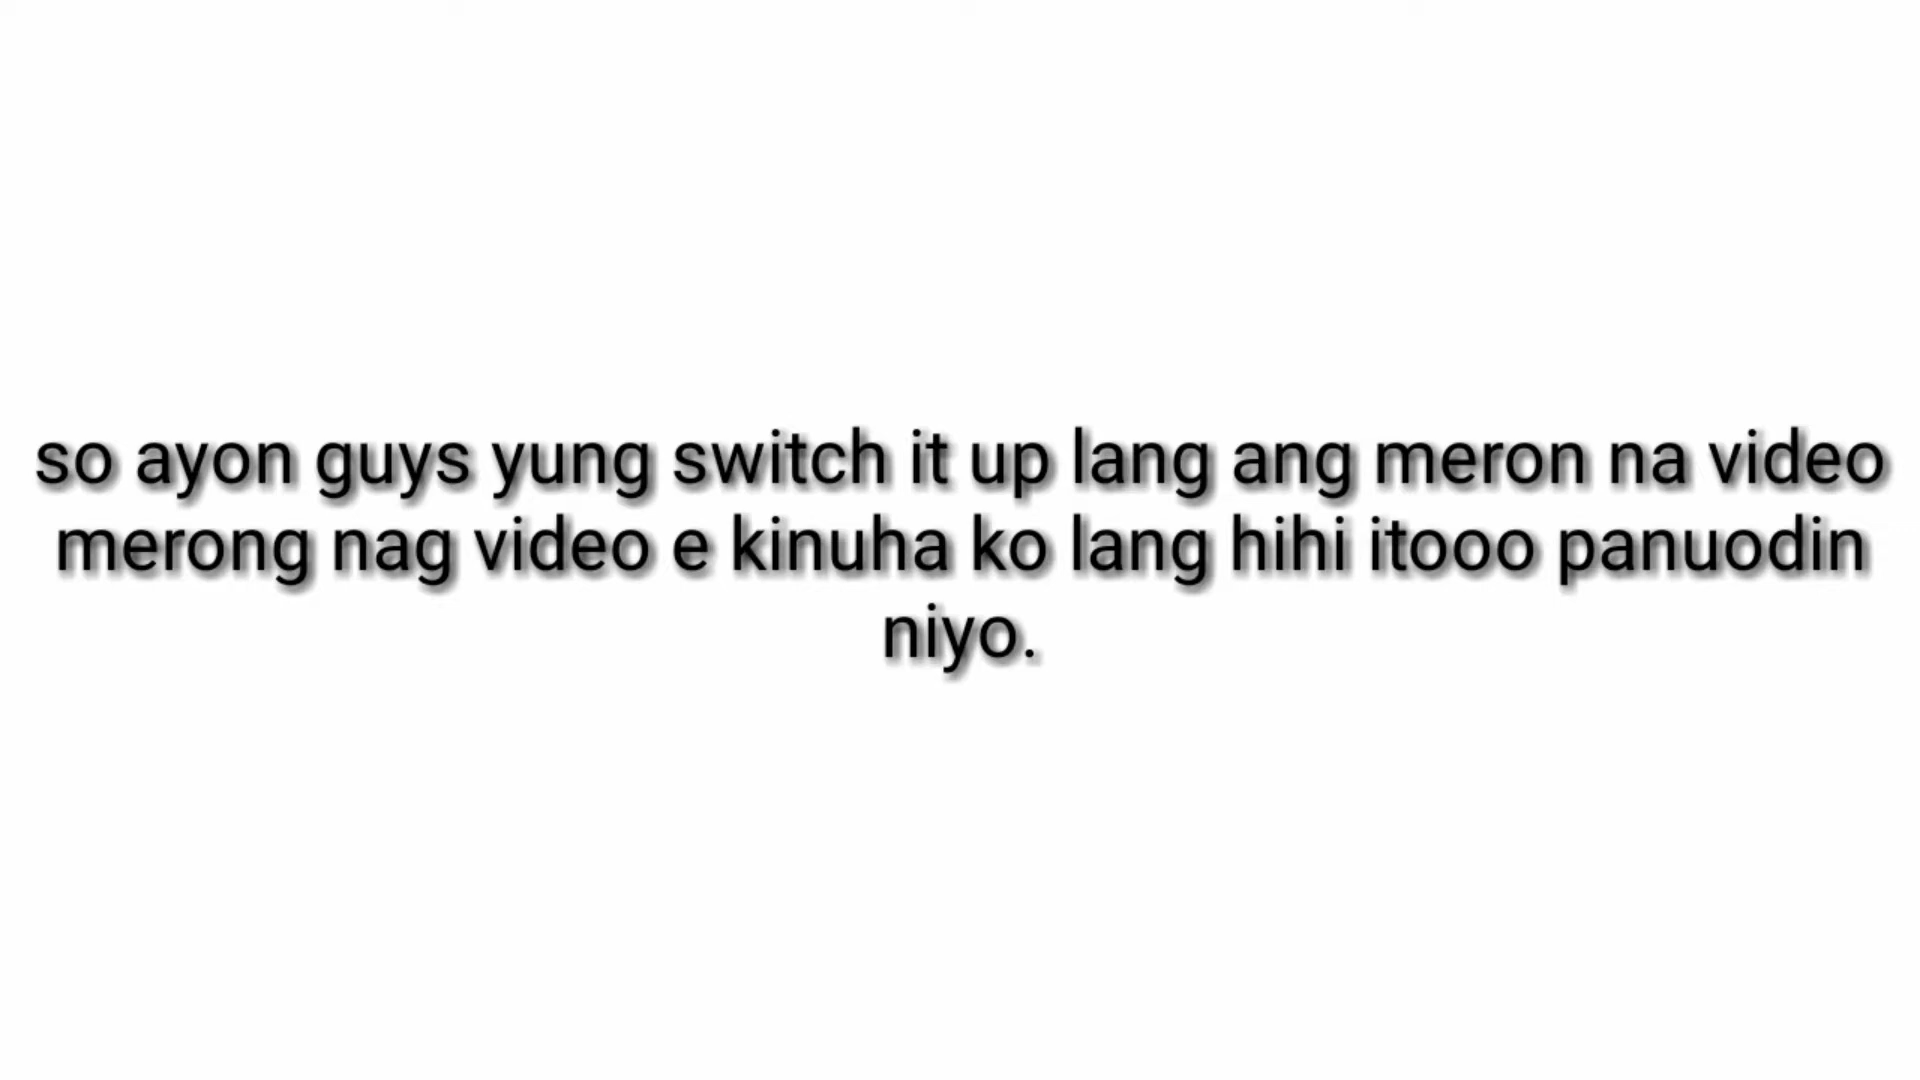 so ayon guys yung switch it up lang ang meron na video
merong nag video e kinuha ko lang hihi itooo panuodin
niyo.